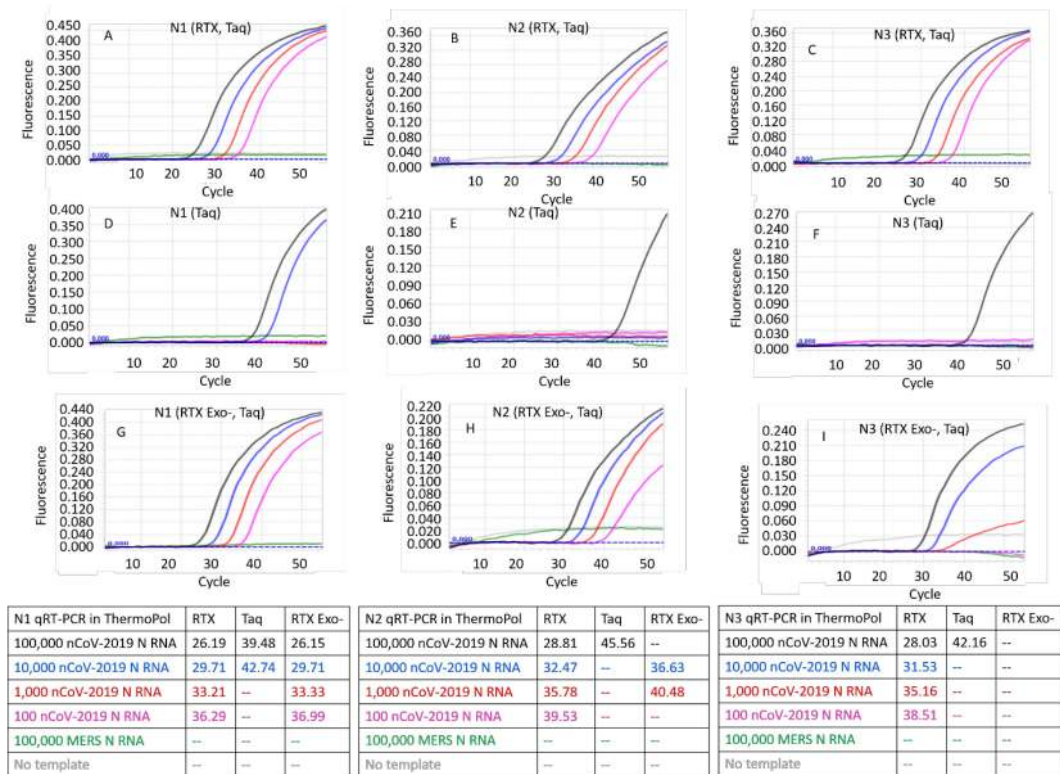 A
N1 (RTX, Taq)
0.450
0.400
0.350
0.300
0.250
0.200
0.150
0.100
0.050
0.000
0.000
Fluorescence
10 20 30 40 50
Cycle
B
N2 (RTX, Taq)
0.360
0.320
0.280
0.240
0.200
0.160
0.120
0.080
0.040
0.000
0.000
Fluorescence
10 20 30 40 50
Cycle
C
N3 (RTX, Taq)
0.360
0.320
0.280
0.240
0.200
0.160
0.120
0.080
0.040
0.000
0.000
Fluorescence
10 20 30 40 50
Cycle
D
N1 (Taq)
0.400
0.350
0.300
0.250
0.200
0.150
0.100
0.050
0.000
0.000
Fluorescence
10 20 30 40 50
Cycle
E
N2 (Taq)
0.210
0.180
0.150
0.120
0.090
0.060
0.030
0.000
0.000
Fluorescence
10 20 30 40 50
Cycle
F
N3 (Taq)
0.270
0.240
0.210
0.180
0.150
0.120
0.090
0.060
0.030
0.000
0.000
Fluorescence
10 20 30 40 50
Cycle
G
N1 (RTX Exo-, Taq)
0.440
0.400
0.360
0.320
0.280
0.240
0.200
0.160
0.120
0.080
0.040
0.000
0.000
Fluorescence
10 20 30 40 50
Cycle
H
N2 (RTX Exo-, Taq)
0.220
0.200
0.180
0.160
0.140
0.120
0.100
0.080
0.060
0.040
0.020
0.000
0.000
Fluorescence
10 20 30 40 50
Cycle
I
N3 (RTX Exo-, Taq)
0.240
0.210
0.180
0.150
0.120
0.090
0.060
0.030
0.000
0.000
Fluorescence
10 20 30 40 50
Cycle
N1 qRT-PCR in ThermoPol RTX Taq RTX Exo-
100,000 nCoV-2019 N RNA 26.19 39.48 26.15
10,000 nCoV-2019 N RNA 29.71 42.74 29.71
1,000 nCoV-2019 N RNA 33.21 -- 33.33
100 nCoV-2019 N RNA 36.29 -- 36.99
100,000 MERS N RNA -- -- --
No template -- -- --
N2 qRT-PCR in ThermoPol RTX Taq RTX Exo-
100,000 nCoV-2019 N RNA 28.81 45.56 --
10,000 nCoV-2019 N RNA 32.47 -- 36.63
1,000 nCoV-2019 N RNA 35.78 -- 40.48
100 nCoV-2019 N RNA 39.53 -- --
100,000 MERS N RNA -- -- --
No template -- -- --
N3 qRT-PCR in ThermoPol RTX Taq RTX Exo-
100,000 nCoV-2019 N RNA 28.03 42.16 --
10,000 nCoV-2019 N RNA 31.53 -- --
1,000 nCoV-2019 N RNA 35.16 -- --
100 nCoV-2019 N RNA 38.51 -- --
100,000 MERS N RNA -- -- --
No template -- -- --